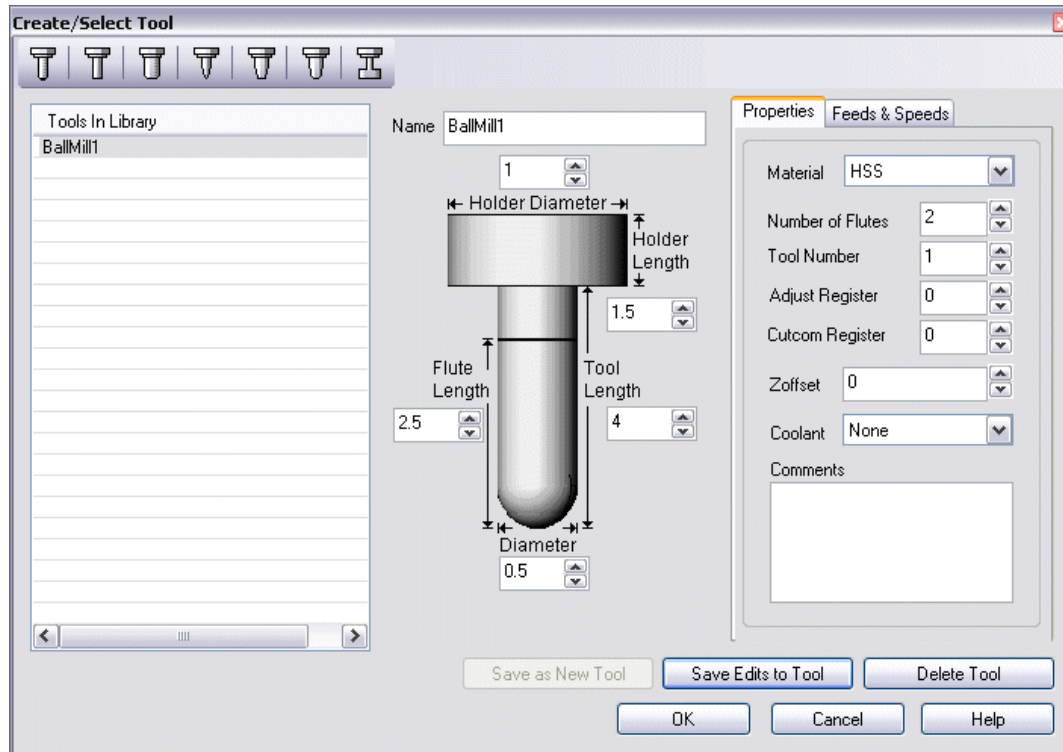 Create/Select Tool
Tools In Library
BallMill1
Name BallMill1
1
Holder Diameter
Holder
Length
1.5
Flute
Length
2.5
Tool
Length
4
Diameter
0.5
Properties
Feeds & Speeds
Material HSS
Number of Flutes 2
Tool Number 1
Adjust Register 0
Cutcom Register 0
Zoffset 0
Coolant None
Comments
Save as New Tool
Save Edits to Tool
Delete Tool
OK
Cancel
Help